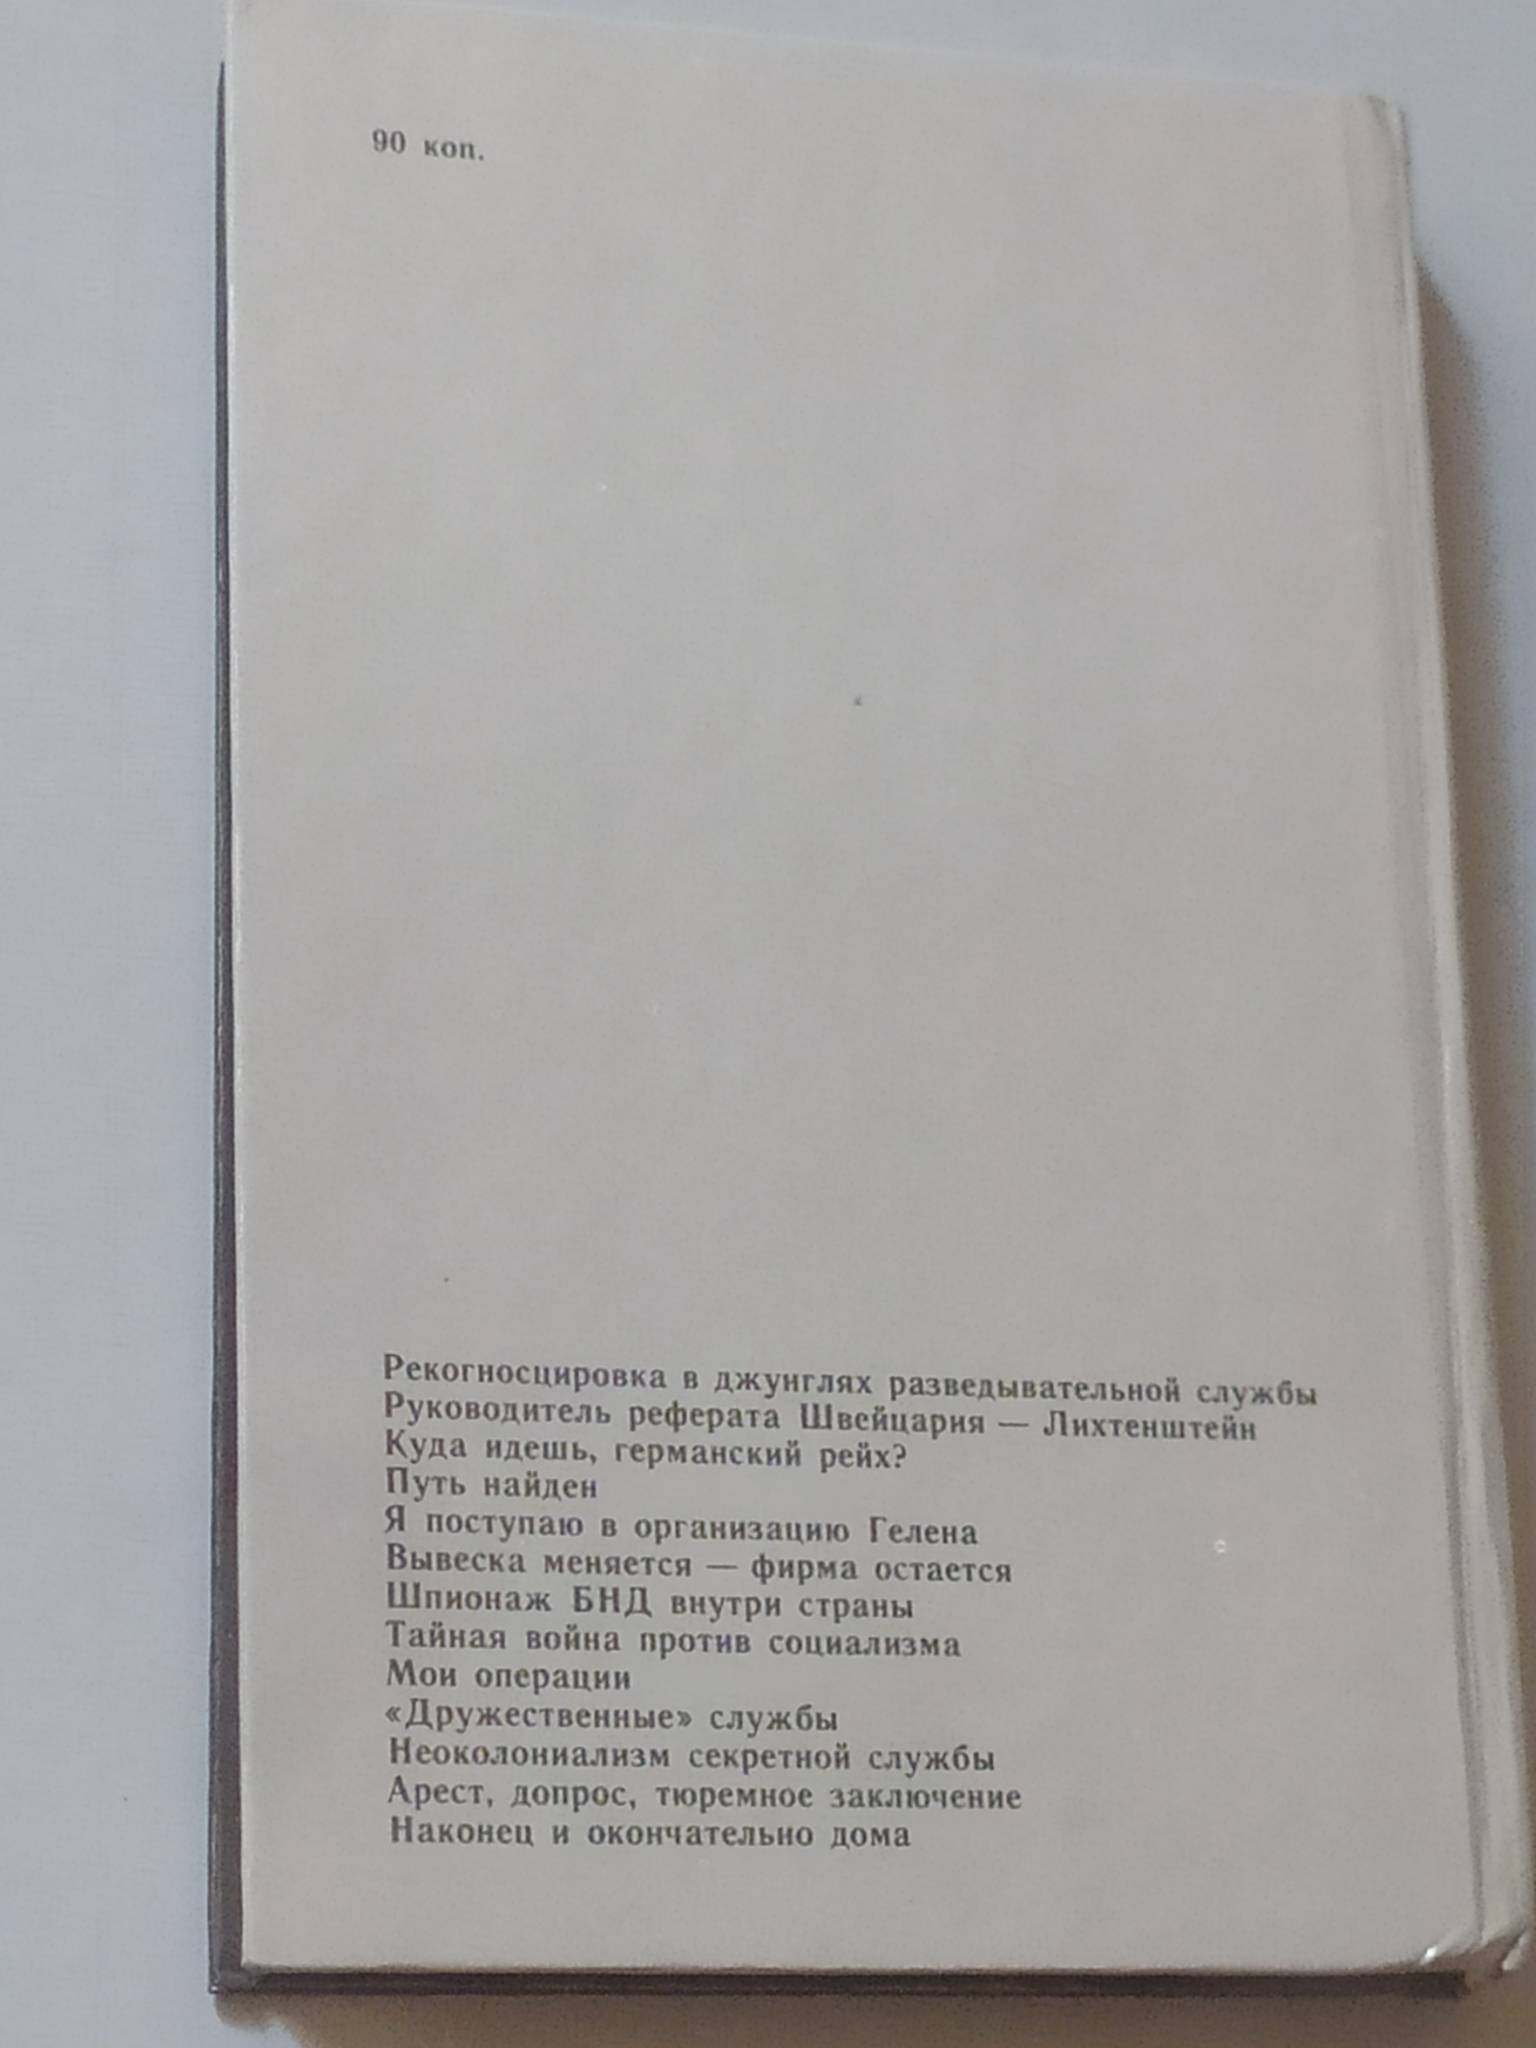 90 коп.
Рекогносцировка в джунглях разведывательной службы
Руководитель реферата Швейцария — Лихтенштейн
Куда идешь, германский рейх?
Путь найден
Я поступаю в организацию Гелена
Вывеска меняется — фирма остается
Шпионаж БНД внутри страны
Тайная война против социализма
Мои операции
«Дружественные» службы
Неоколониализм секретной службы
Арест, допрос, тюремное заключение
Наконец и окончательно дома